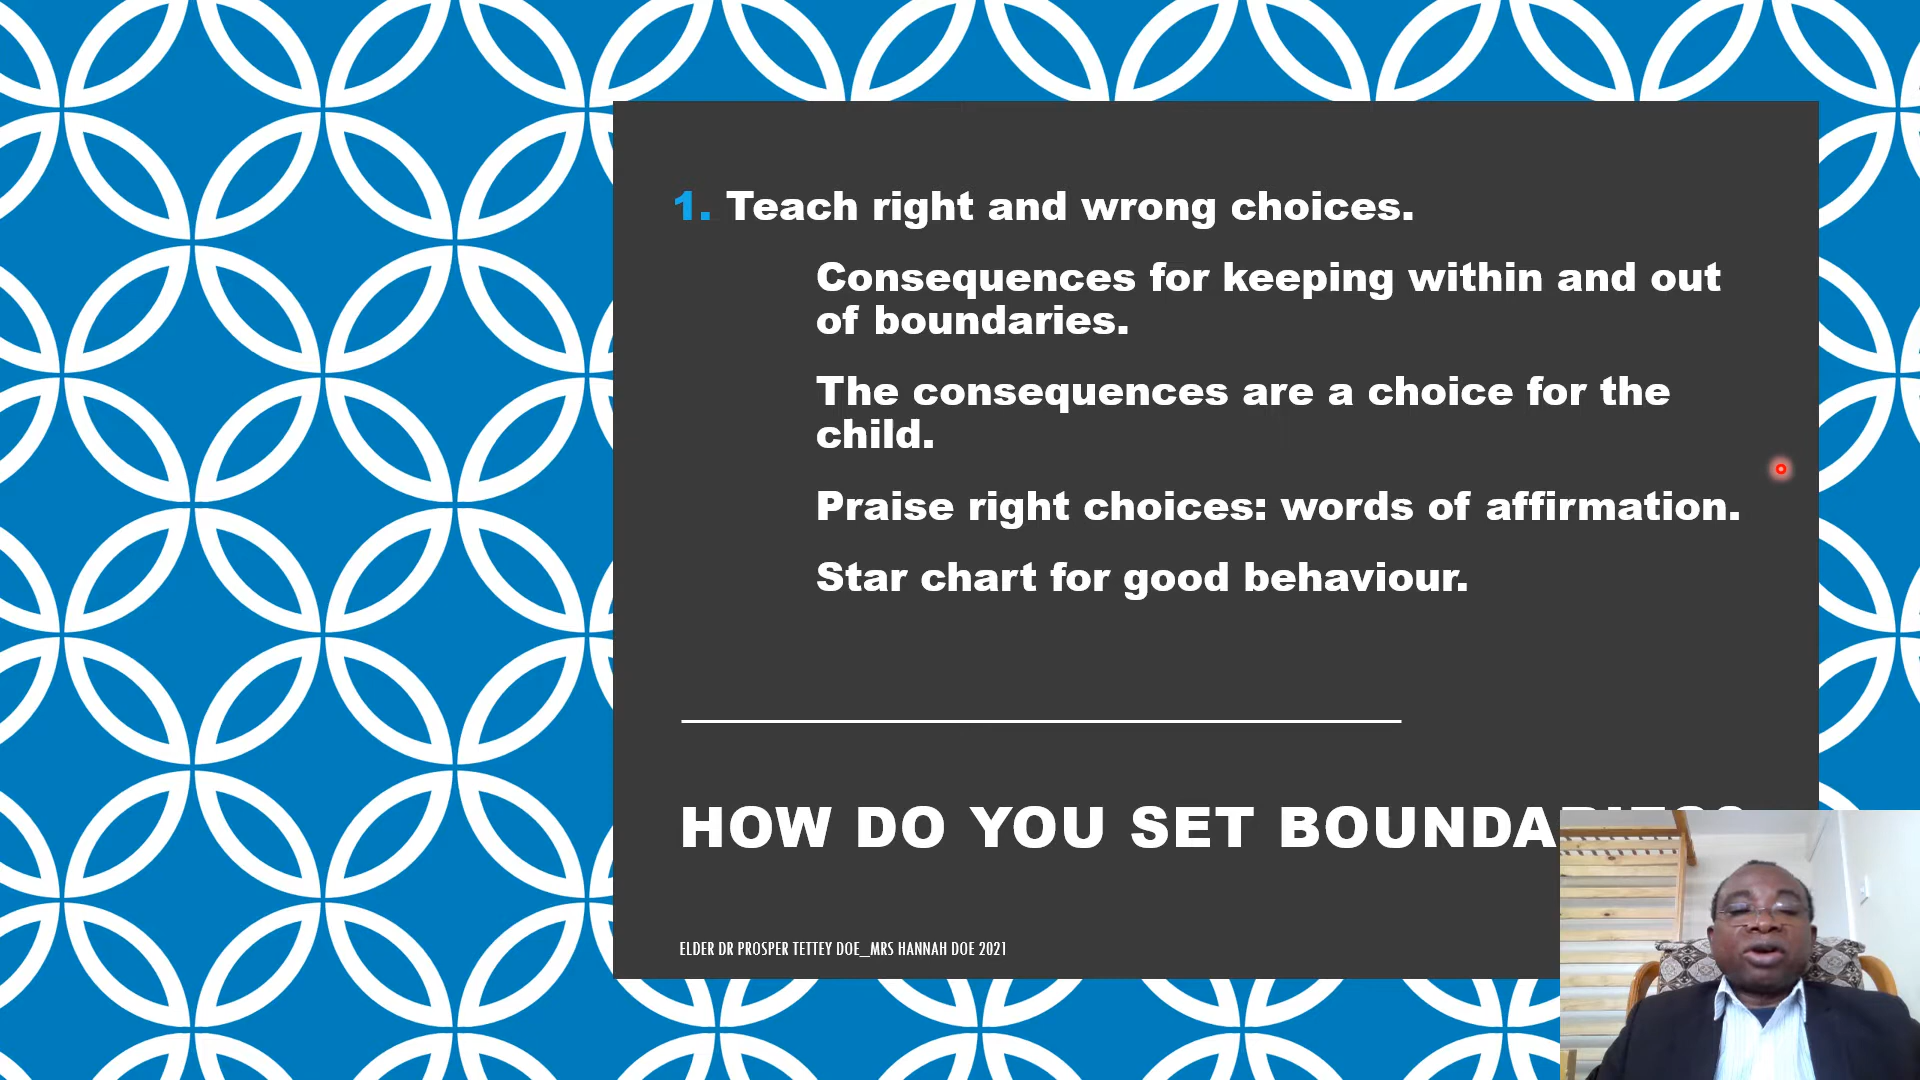 1. Teach right and wrong choices.
Consequences for keeping within and out
of boundaries.
The consequences are a choice for the
child.
Praise right choices: words of affirmation.
Star chart for good behaviour.
HOW DO YOU SET
ELDER DR PROSPER TETTEY DOE_MRS HANNAH DOE 2021